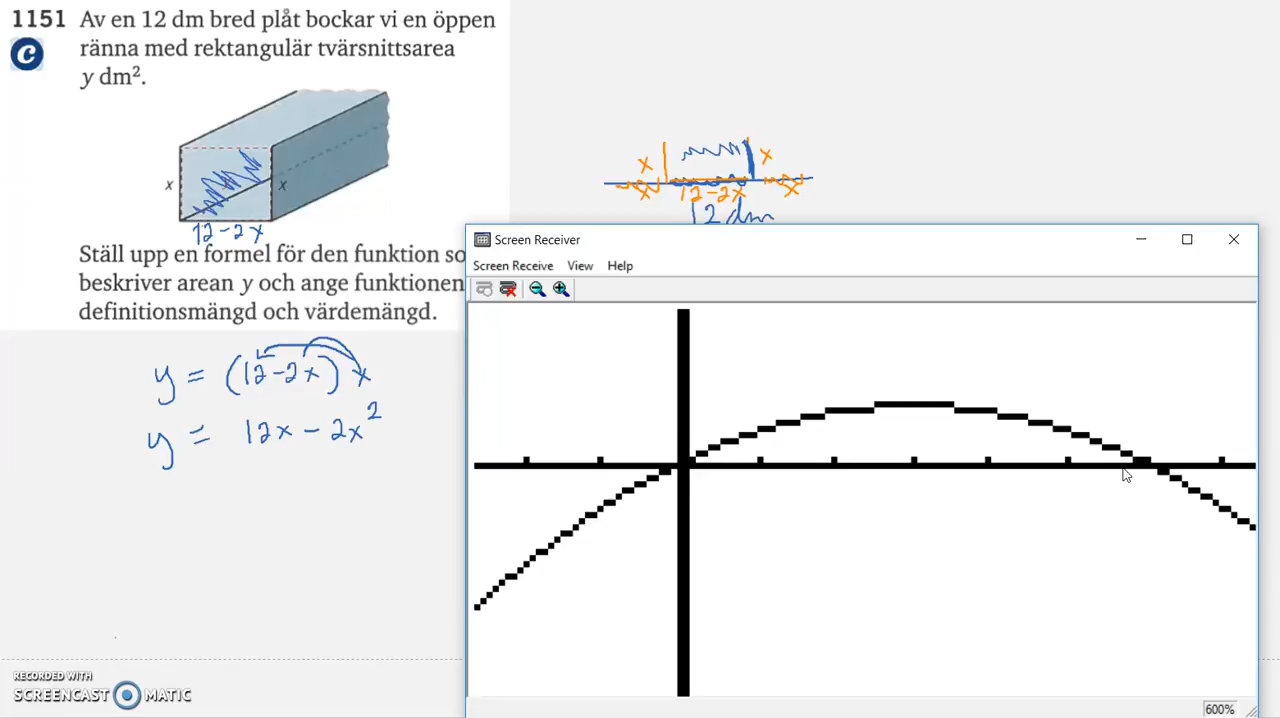 1151 Av en 12 dm bred plåt bockar vi en öppen
C ränna med rektangulär tvärsnittsarea
y dm².
x x
12-2x
x x
x 12-2x x
12 dm
Ställ upp en formel för den funktion so
beskriver arean y och ange funktionen
definitionsmängd och värdemängd.
y = (12-2x) x
y = 12x - 2x²
Screen Receiver
Screen Receive View Help
600%
RECORDED WITH
SCREENCAST MATIC